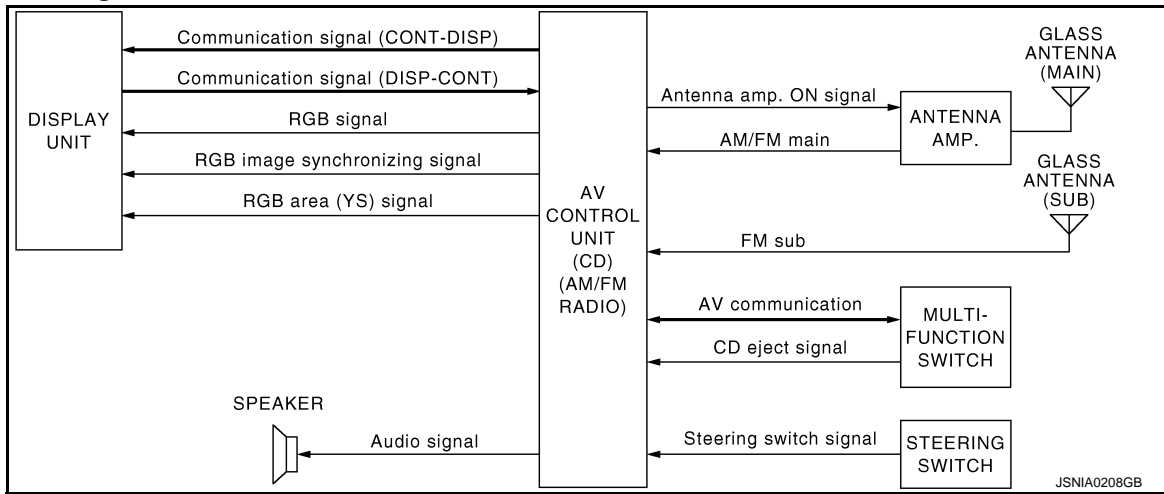 Communication signal (CONT-DISP)
Communication signal (DISP-CONT)
RGB signal
RGB image synchronizing signal
RGB area (YS) signal
DISPLAY
UNIT
AV
CONTROL
UNIT
(CD)
(AM/FM
RADIO)
Antenna amp. ON signal
AM/FM main
ANTENNA
AMP.
GLASS
ANTENNA
(MAIN)
GLASS
ANTENNA
(SUB)
FM sub
AV communication
CD eject signal
MULTI-
FUNCTION
SWITCH
SPEAKER
Audio signal
Steering switch signal
STEERING
SWITCH
JSNIA0208GB